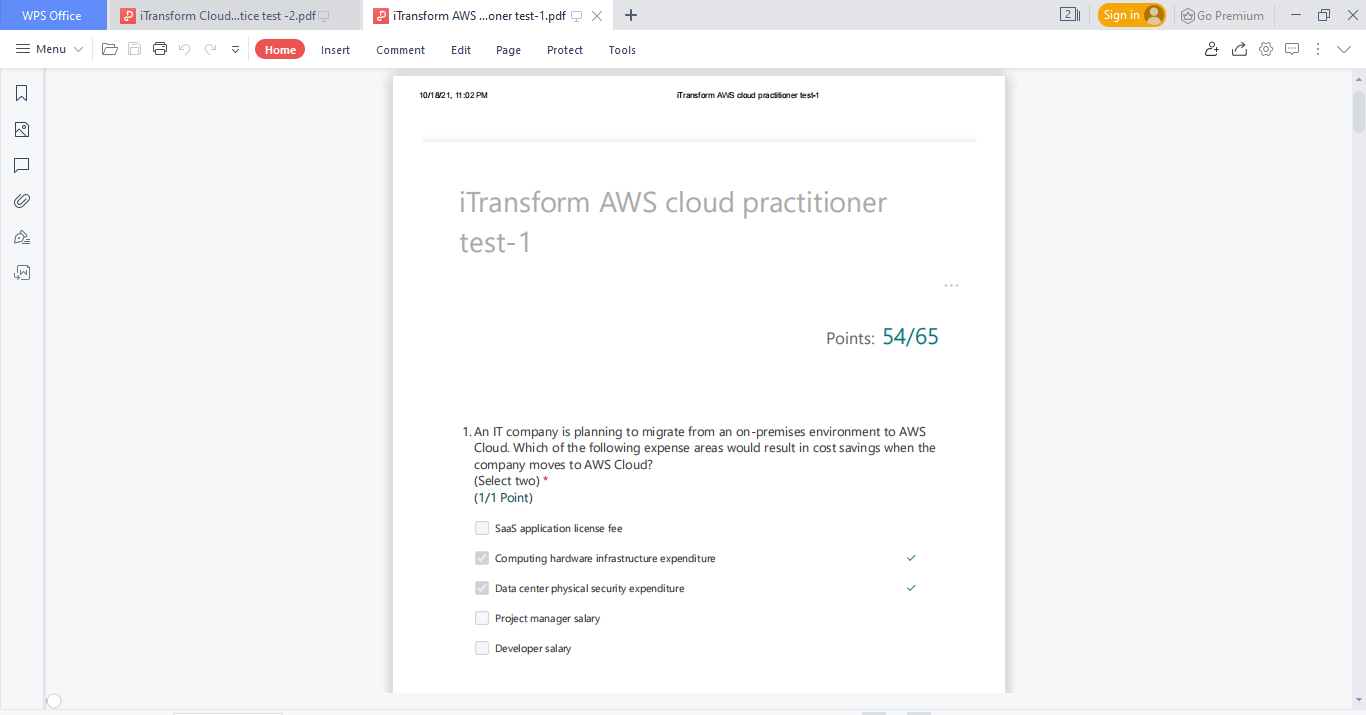 WPS Office
iTransform Cloud...tice test -2.pdf
iTransform AWS ...oner test-1.pdf
2
Sign in
Go Premium
Menu
Home
Insert
Comment
Edit
Page
Protect
Tools
10/18/21, 11:02 PM
iTransform AWS cloud practitioner test-1
iTransform AWS cloud practitioner
test-1
...
Points: 54/65
1. An IT company is planning to migrate from an on-premises environment to AWS
Cloud. Which of the following expense areas would result in cost savings when the
company moves to AWS Cloud?
(Select two) *
(1/1 Point)
SaaS application license fee
Computing hardware infrastructure expenditure
Data center physical security expenditure
Project manager salary
Developer salary